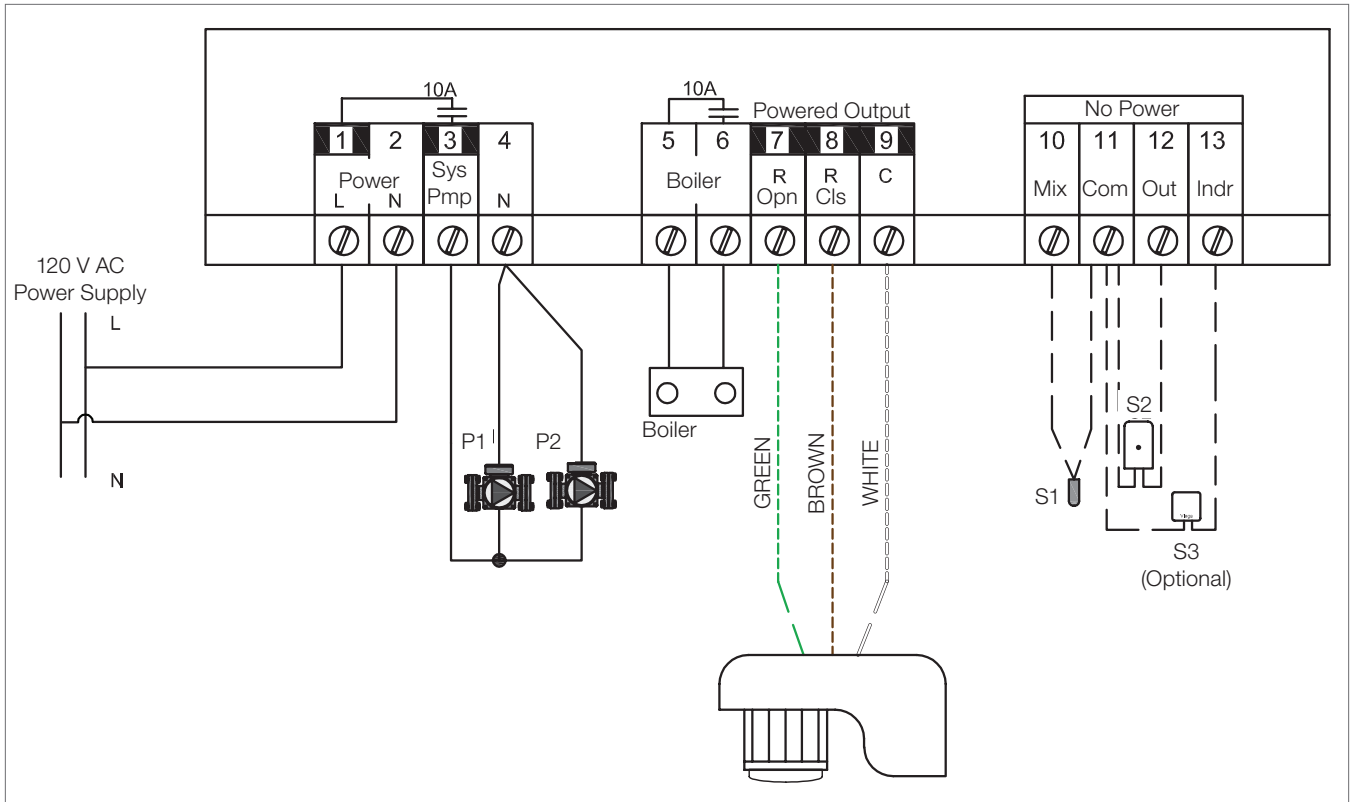 10A
10A
Powered Output
No Power
1 2 3 4
5 6 7 8 9
10 11 12 13
Power
L N
Sys
Pmp
N
Boiler
R
Opn
R
Cls
C
Mix Com Out Indr
120 V AC
Power Supply
L
N
P1
P2
Boiler
GREEN
BROWN
WHITE
S1
S2
S3
(Optional)